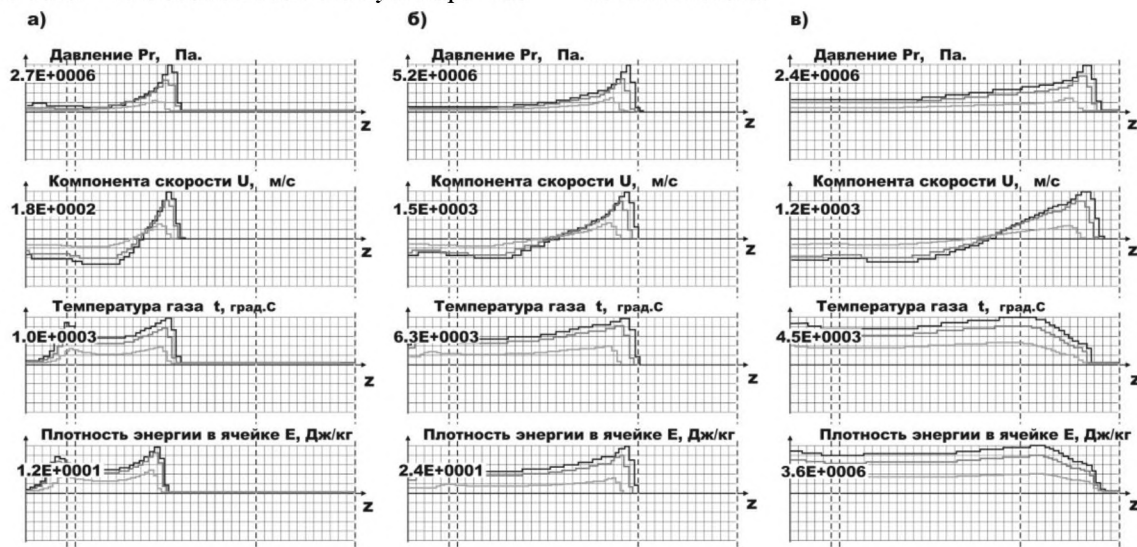 а)
Давление Pr, Па.
2.7E+0006
z
Компонента скорости U, м/с
1.8E+0002
z
Температура газа t, град.С
1.0E+0003
z
Плотность энергии в ячейке E, Дж/кг
1.2E+0001
z
б)
Давление Pr, Па.
5.2E+0006
z
Компонента скорости U, м/с
1.5E+0003
z
Температура газа t, град.С
6.3E+0003
z
Плотность энергии в ячейке E, Дж/кг
2.4E+0001
z
в)
Давление Pr, Па.
2.4E+0006
z
Компонента скорости U, м/с
1.2E+0003
z
Температура газа t, град.С
4.5E+0003
z
Плотность энергии в ячейке E, Дж/кг
3.6E+0006
z